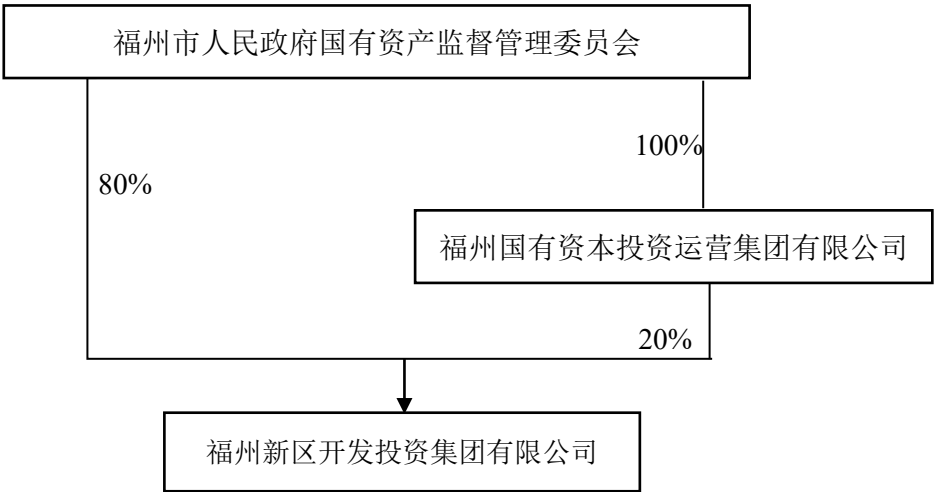 福州市人民政府国有资产监督管理委员会
100%
80%
福州国有资本投资运营集团有限公司
20%
福州新区开发投资集团有限公司